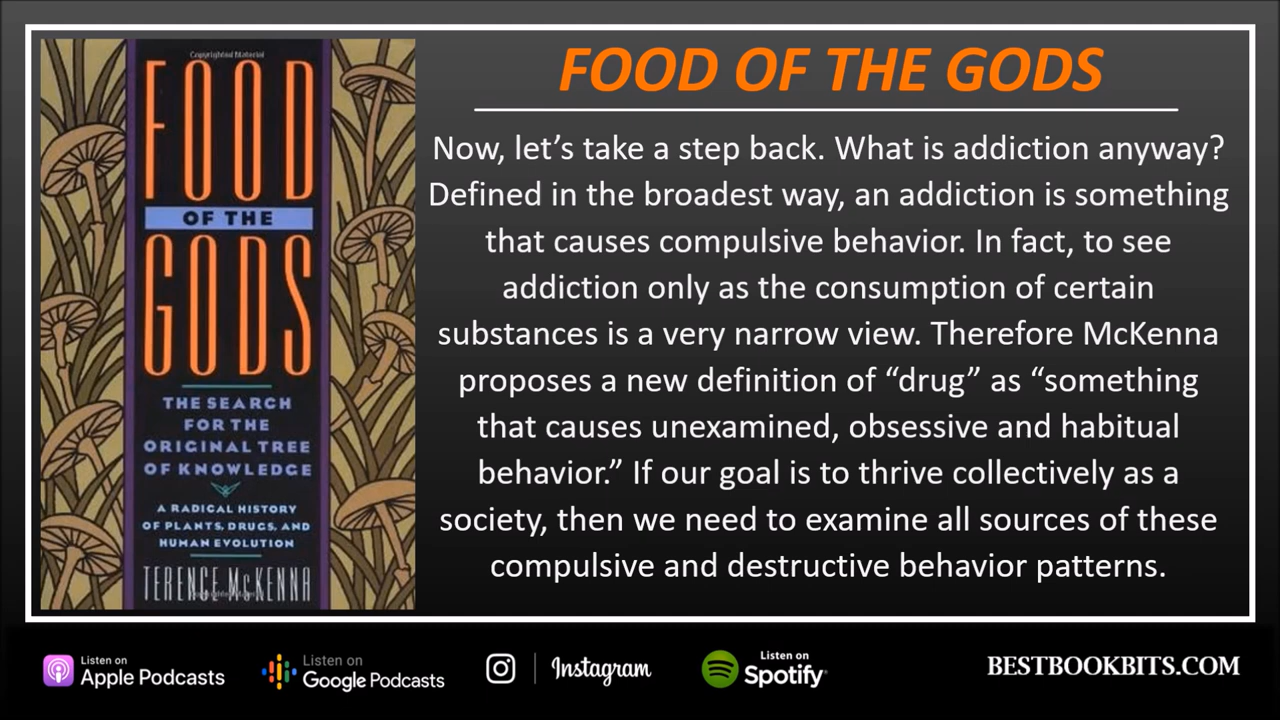 Copyrighted Material
FOOD
OF THE
GODS
THE SEARCH
FOR THE
ORIGINAL TREE
OF KNOWLEDGE
A RADICAL HISTORY
OF PLANTS, DRUGS, AND
HUMAN EVOLUTION
TERENCE McKENNA
FOOD OF THE GODS
Now, let’s take a step back. What is addiction anyway?
Defined in the broadest way, an addiction is something
that causes compulsive behavior. In fact, to see
addiction only as the consumption of certain
substances is a very narrow view. Therefore McKenna
proposes a new definition of “drug” as “something
that causes unexamined, obsessive and habitual
behavior.” If our goal is to thrive collectively as a
society, then we need to examine all sources of these
compulsive and destructive behavior patterns.
Listen on
Apple Podcasts
Listen on
Google Podcasts
Instagram
Listen on
Spotify
BESTBOOKBITS.COM